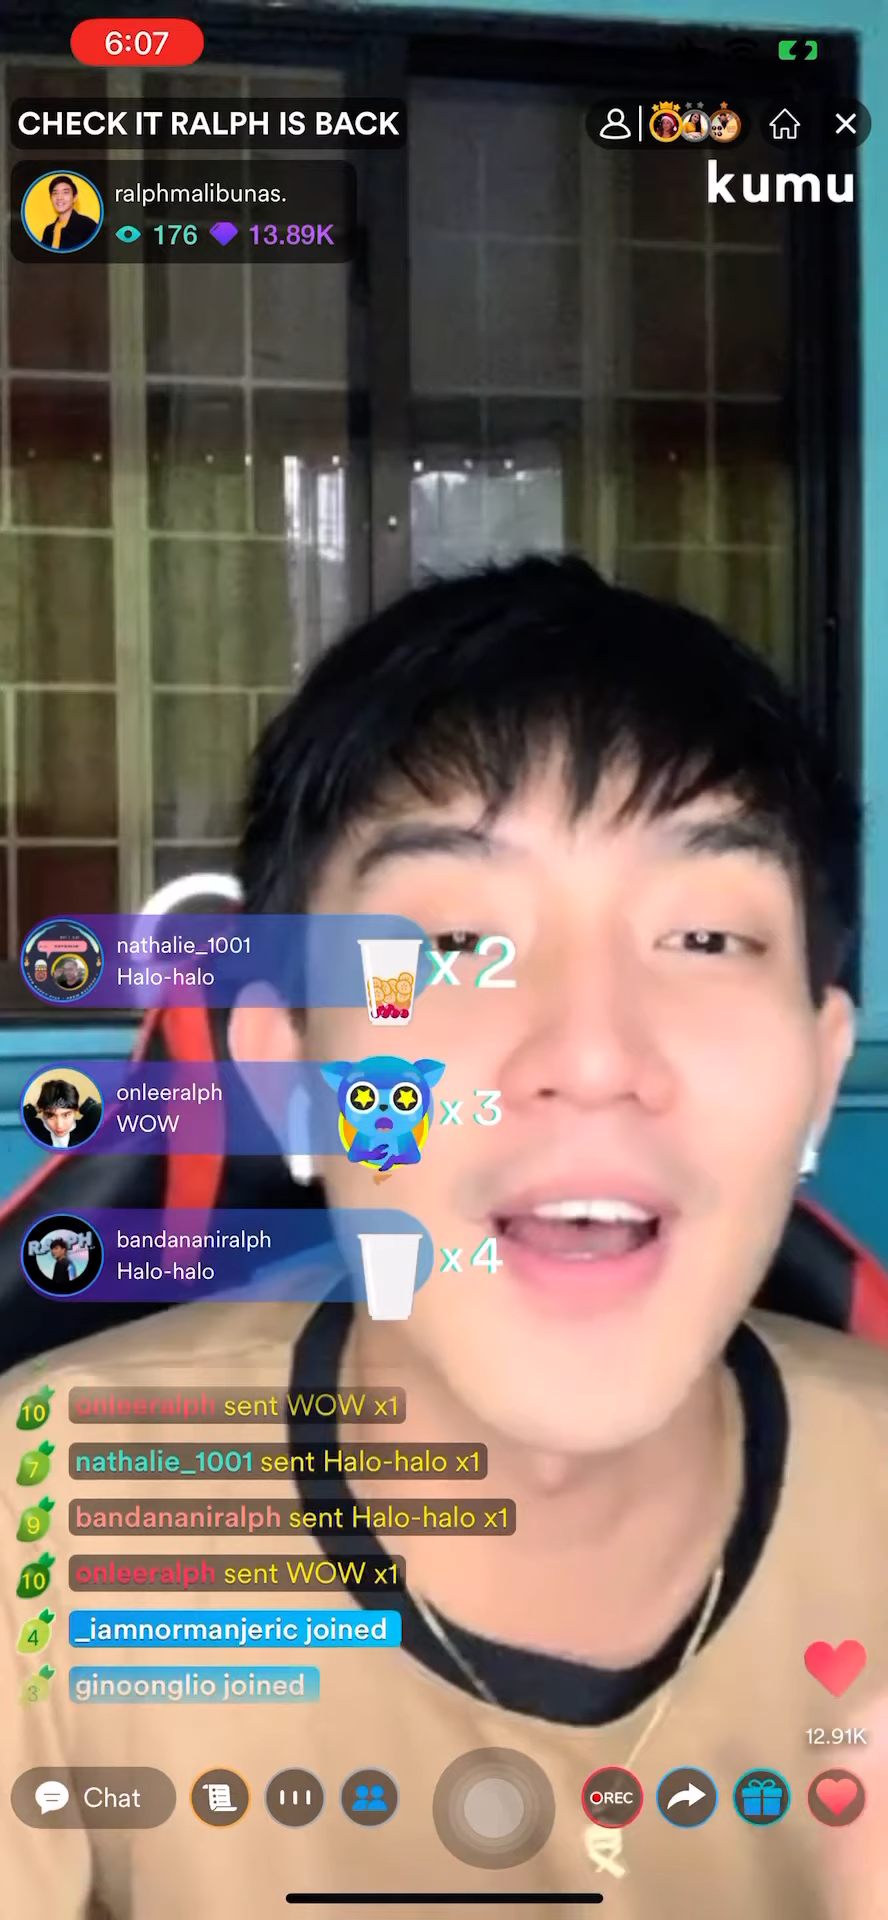 6:07
CHECK IT RALPH IS BACK
kumu
ralphmalibunas.
176 13.89K
nathalie_1001
Halo-halo
x 2
onleeralph
WOW
x 3
bandananiralph
Halo-halo
x 4
10 onleeralph sent WOW x1
7 nathalie_1001 sent Halo-halo x1
9 bandananiralph sent Halo-halo x1
10 onleeralph sent WOW x1
4 _iamnormanjeric joined
3 ginoonglio joined
12.91K
Chat
REC